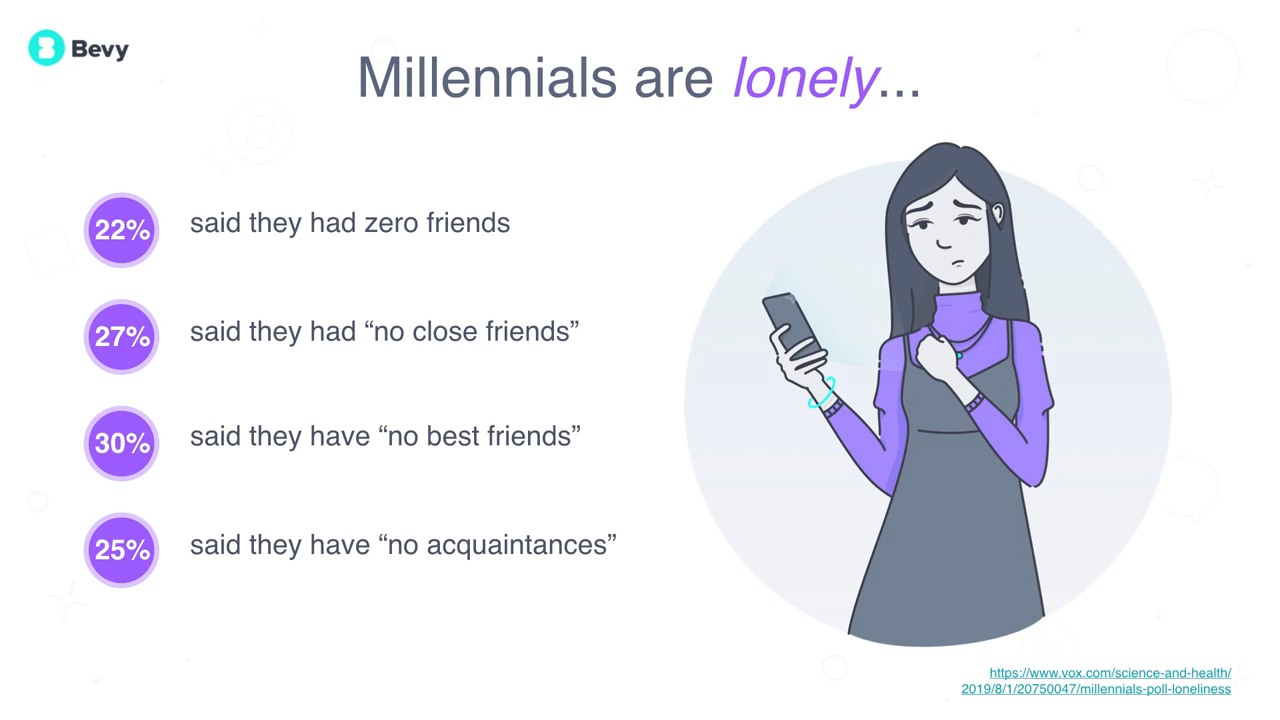 Bevy
Millennials are lonely...
22% said they had zero friends
27% said they had “no close friends”
30% said they have “no best friends”
25% said they have “no acquaintances”
https://www.vox.com/science-and-health/
2019/8/1/20750047/millennials-poll-loneliness